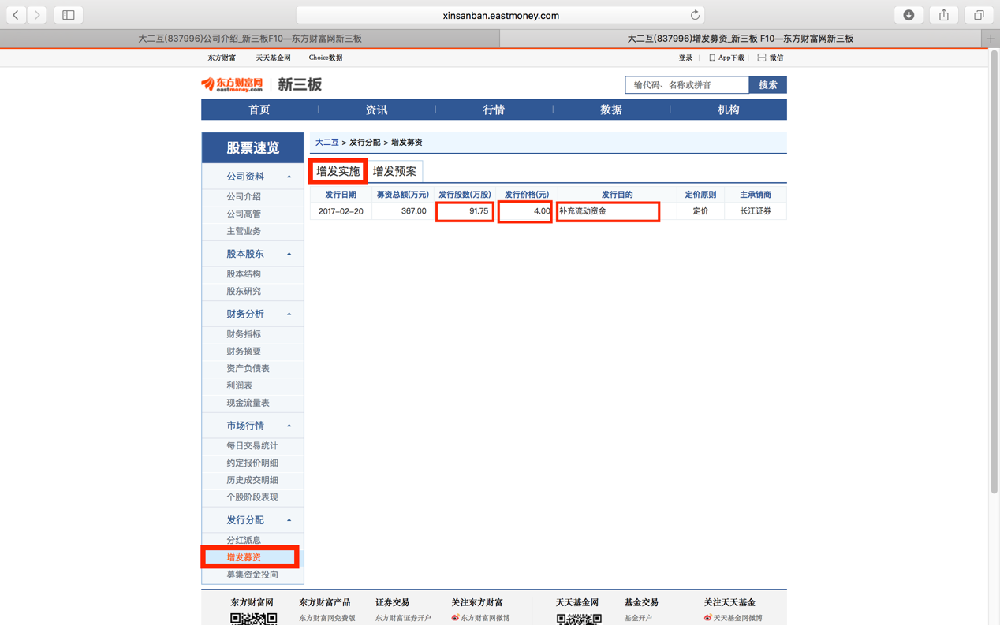 xinsanban.eastmoney.com
大二互(837996)公司介绍_新三板F10—东方财富网新三板
大二互(837996)增发募资_新三板 F10—东方财富网新三板
东方财富 天天基金网 Choice数据 登录 App下载 微信
东方财富网 eastmoney.com 新三板
输代码、名称或拼音 搜索
首页 资讯 行情 数据 机构
股票速览
公司资料
公司介绍
公司高管
主营业务
股本股东
股本结构
股东研究
财务分析
财务指标
财务摘要
资产负债表
利润表
现金流量表
市场行情
每日交易统计
约定报价明细
历史成交明细
个股阶段表现
发行分配
分红派息
增发募资
募集资金投向
大二互 > 发行分配 > 增发募资
增发实施 增发预案
发行日期 募资总额(万元) 发行股数(万股) 发行价格(元) 发行目的 定价原则 主承销商
2017-02-20 367.00 91.75 4.00 补充流动资金 定价 长江证券
东方财富网 东方财富产品 证券交易 关注东方财富 天天基金网 基金交易 关注天天基金
东方财富网免费版 东方财富证券开户 东方财富网微博 基金开户 天天基金网微博